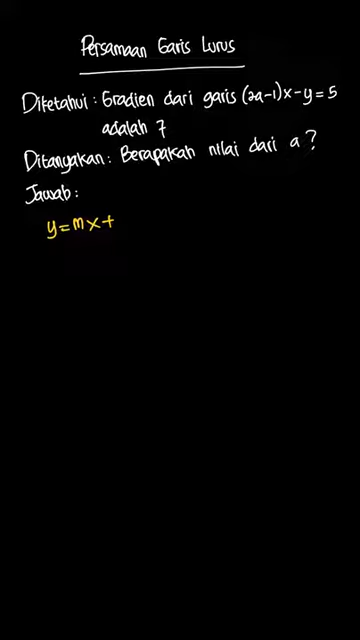 Persamaan Garis Lurus
Diketahui : Gradien dari garis (2a-1)x-y=5
adalah 7
Ditanyakan: Berapakah nilai dari a?
Jawab:
y=mx+